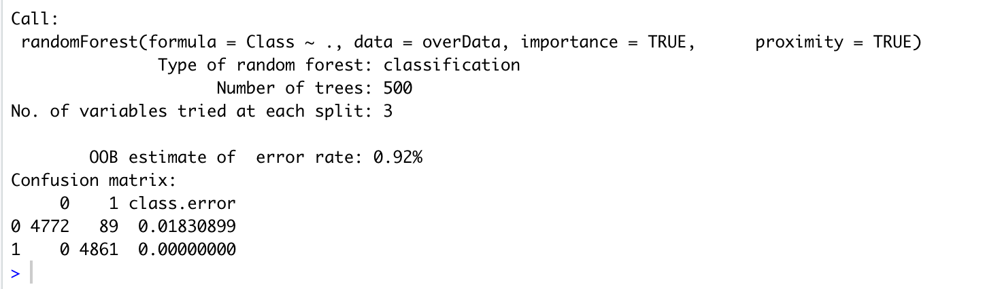 Call:
 randomForest(formula = Class ~ ., data = overData, importance = TRUE,      proximity = TRUE)
               Type of random forest: classification
                     Number of trees: 500
No. of variables tried at each split: 3

        OOB estimate of  error rate: 0.92%
Confusion matrix:
     0    1 class.error
0 4772   89  0.01830899
1    0 4861  0.00000000
>